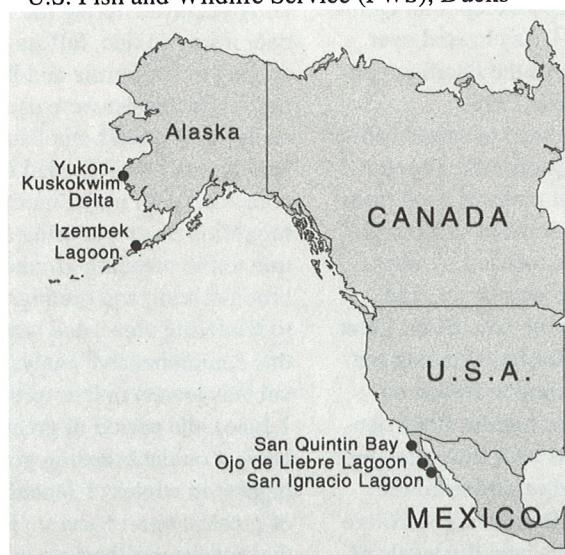 U.S. Fish and Wildlife Service (FWS), Ducks
Alaska
Yukon-
Kuskokwim
Delta
Izembek
Lagoon
CANADA
U.S.A.
San Quintin Bay
Ojo de Liebre Lagoon
San Ignacio Lagoon
MEXICO